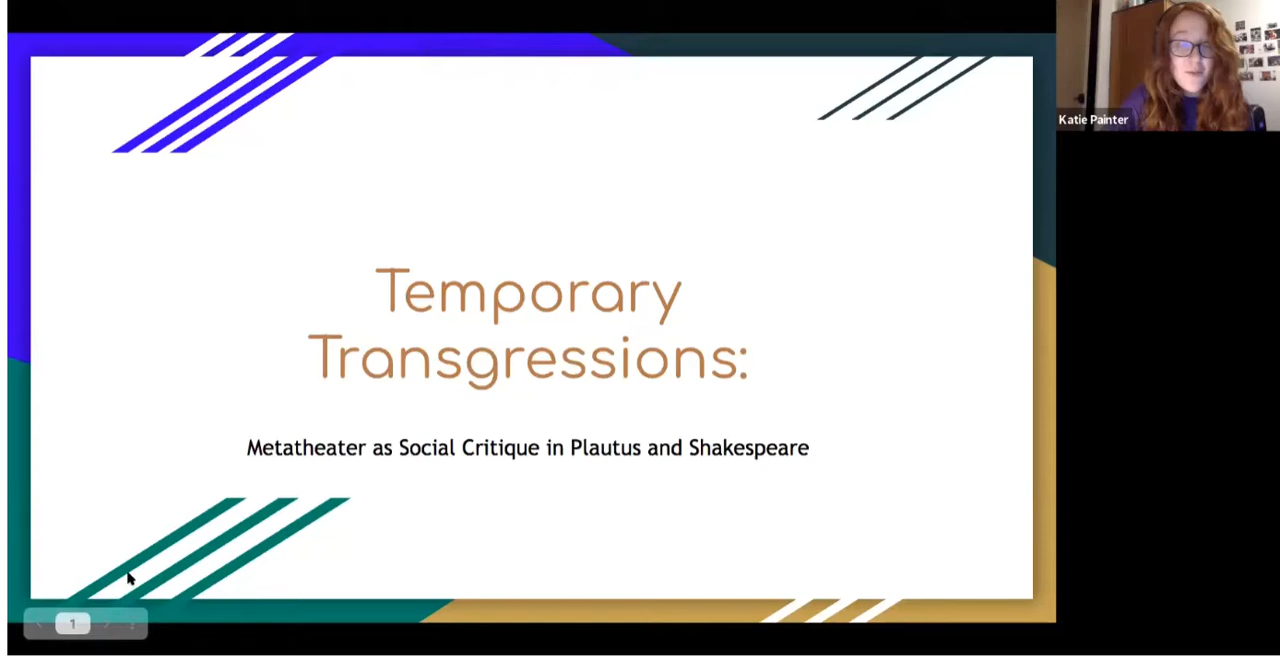 Temporary
Transgressions:
Metatheater as Social Critique in Plautus and Shakespeare
Katie Painter
1